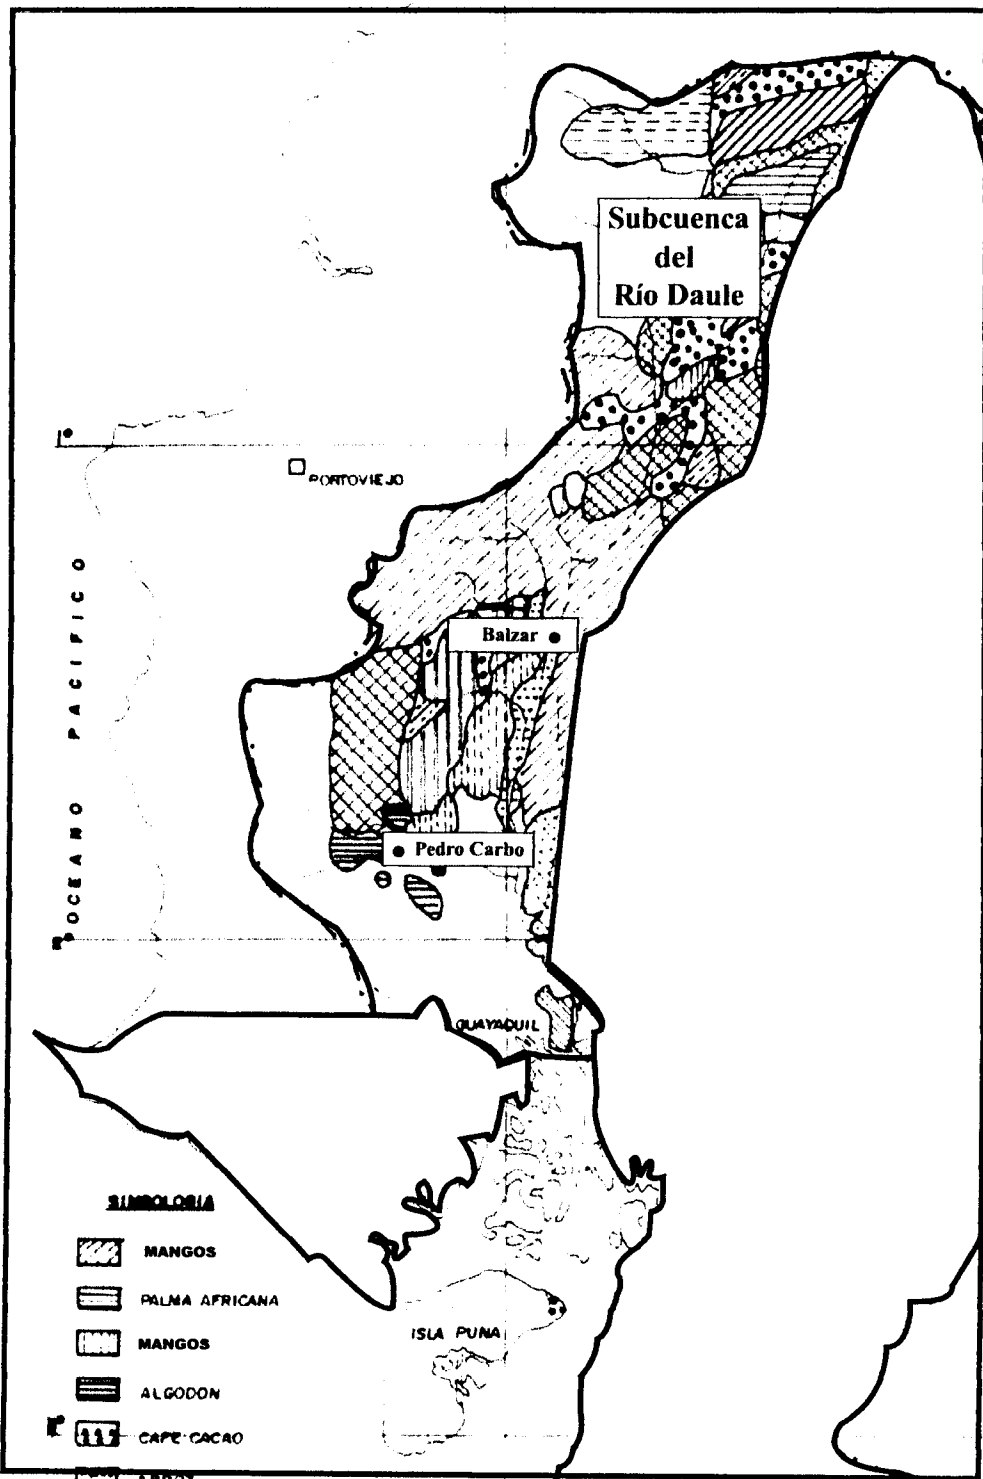 Subcuenca
del
Río Daule
1°
PORTOVIEJO
OCEANO PACIFICO
Balzar
Pedro Carbo
GUAYAQUIL
ISLA PUNA
SIMBOLOGIA
MANGOS
PALMA AFRICANA
MANGOS
ALGODON
CAFE CACAO